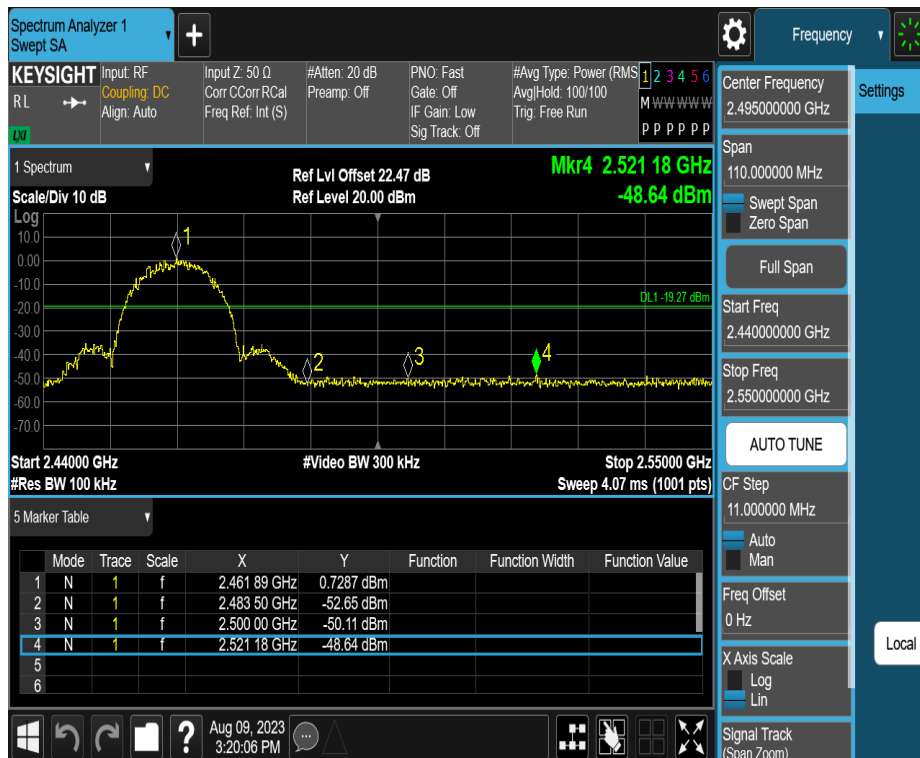 Spectrum Analyzer 1
Swept SA
+
Frequency
KEYSIGHT
RL
LXI
Input: RF
Coupling: DC
Align: Auto
Input Z: 50 Ω
Corr CCorr RCal
Freq Ref: Int (S)
#Atten: 20 dB
Preamp: Off
PNO: Fast
Gate: Off
IF Gain: Low
Sig Track: Off
#Avg Type: Power (RMS
Avg|Hold: 100/100
Trig: Free Run
1 2 3 4 5 6
M W W W W W
P P P P P P
1 Spectrum
Scale/Div 10 dB
Ref Lvl Offset 22.47 dB
Ref Level 20.00 dBm
Mkr4 2.521 18 GHz
-48.64 dBm
Log
10.0
0.00
-10.0
-20.0
-30.0
-40.0
-50.0
-60.0
-70.0
1
DL1 -19.27 dBm
2
3
4
Start 2.44000 GHz
#Video BW 300 kHz
Stop 2.55000 GHz
#Res BW 100 kHz
Sweep 4.07 ms (1001 pts)
5 Marker Table
Mode Trace Scale X Y Function Function Width Function Value
1 N 1 f 2.461 89 GHz 0.7287 dBm
2 N 1 f 2.483 50 GHz -52.65 dBm
3 N 1 f 2.500 00 GHz -50.11 dBm
4 N 1 f 2.521 18 GHz -48.64 dBm
5
6
?
Aug 09, 2023
3:20:06 PM
Center Frequency
2.495000000 GHz
Span
110.000000 MHz
Swept Span
Zero Span
Full Span
Start Freq
2.440000000 GHz
Stop Freq
2.550000000 GHz
AUTO TUNE
CF Step
11.000000 MHz
Auto
Man
Freq Offset
0 Hz
X Axis Scale
Log
Lin
Signal Track
(Span Zoom)
Settings
Local